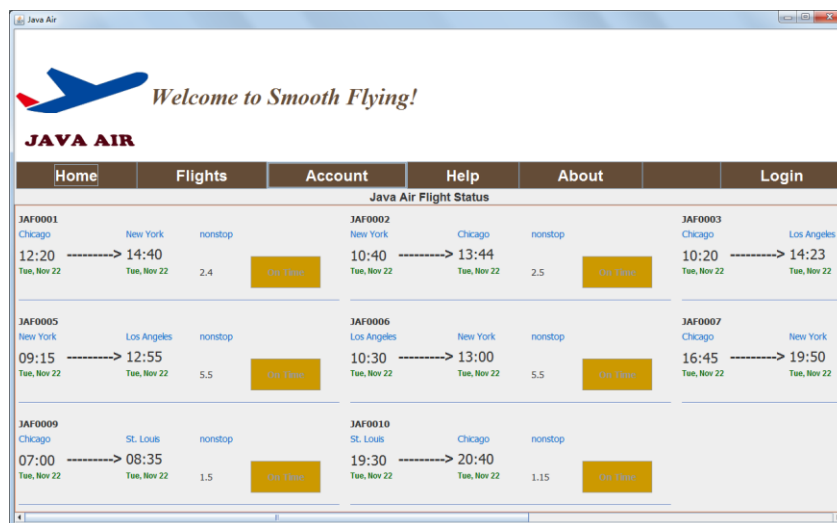 Java Air
Welcome to Smooth Flying!
JAVA AIR
Home Flights Account Help About Login
Java Air Flight Status
JAF0001 JAF0002 JAF0003
Chicago New York nonstop New York Chicago nonstop Chicago Los Angeles
12:20 ---------> 14:40 10:40 ---------> 13:44 10:20 ---------> 14:23
Tue, Nov 22 Tue, Nov 22 2.4 Tue, Nov 22 Tue, Nov 22 2.5 Tue, Nov 22 Tue, Nov 22
JAF0005 JAF0006 JAF0007
New York Los Angeles nonstop Los Angeles New York nonstop Chicago New York
09:15 ---------> 12:55 10:30 ---------> 13:00 16:45 ---------> 19:50
Tue, Nov 22 Tue, Nov 22 5.5 Tue, Nov 22 Tue, Nov 22 5.5 Tue, Nov 22 Tue, Nov 22
JAF0009 JAF0010
Chicago St. Louis nonstop St. Louis Chicago nonstop
07:00 ---------> 08:35 19:30 ---------> 20:40
Tue, Nov 22 Tue, Nov 22 1.5 Tue, Nov 22 Tue, Nov 22 1.15